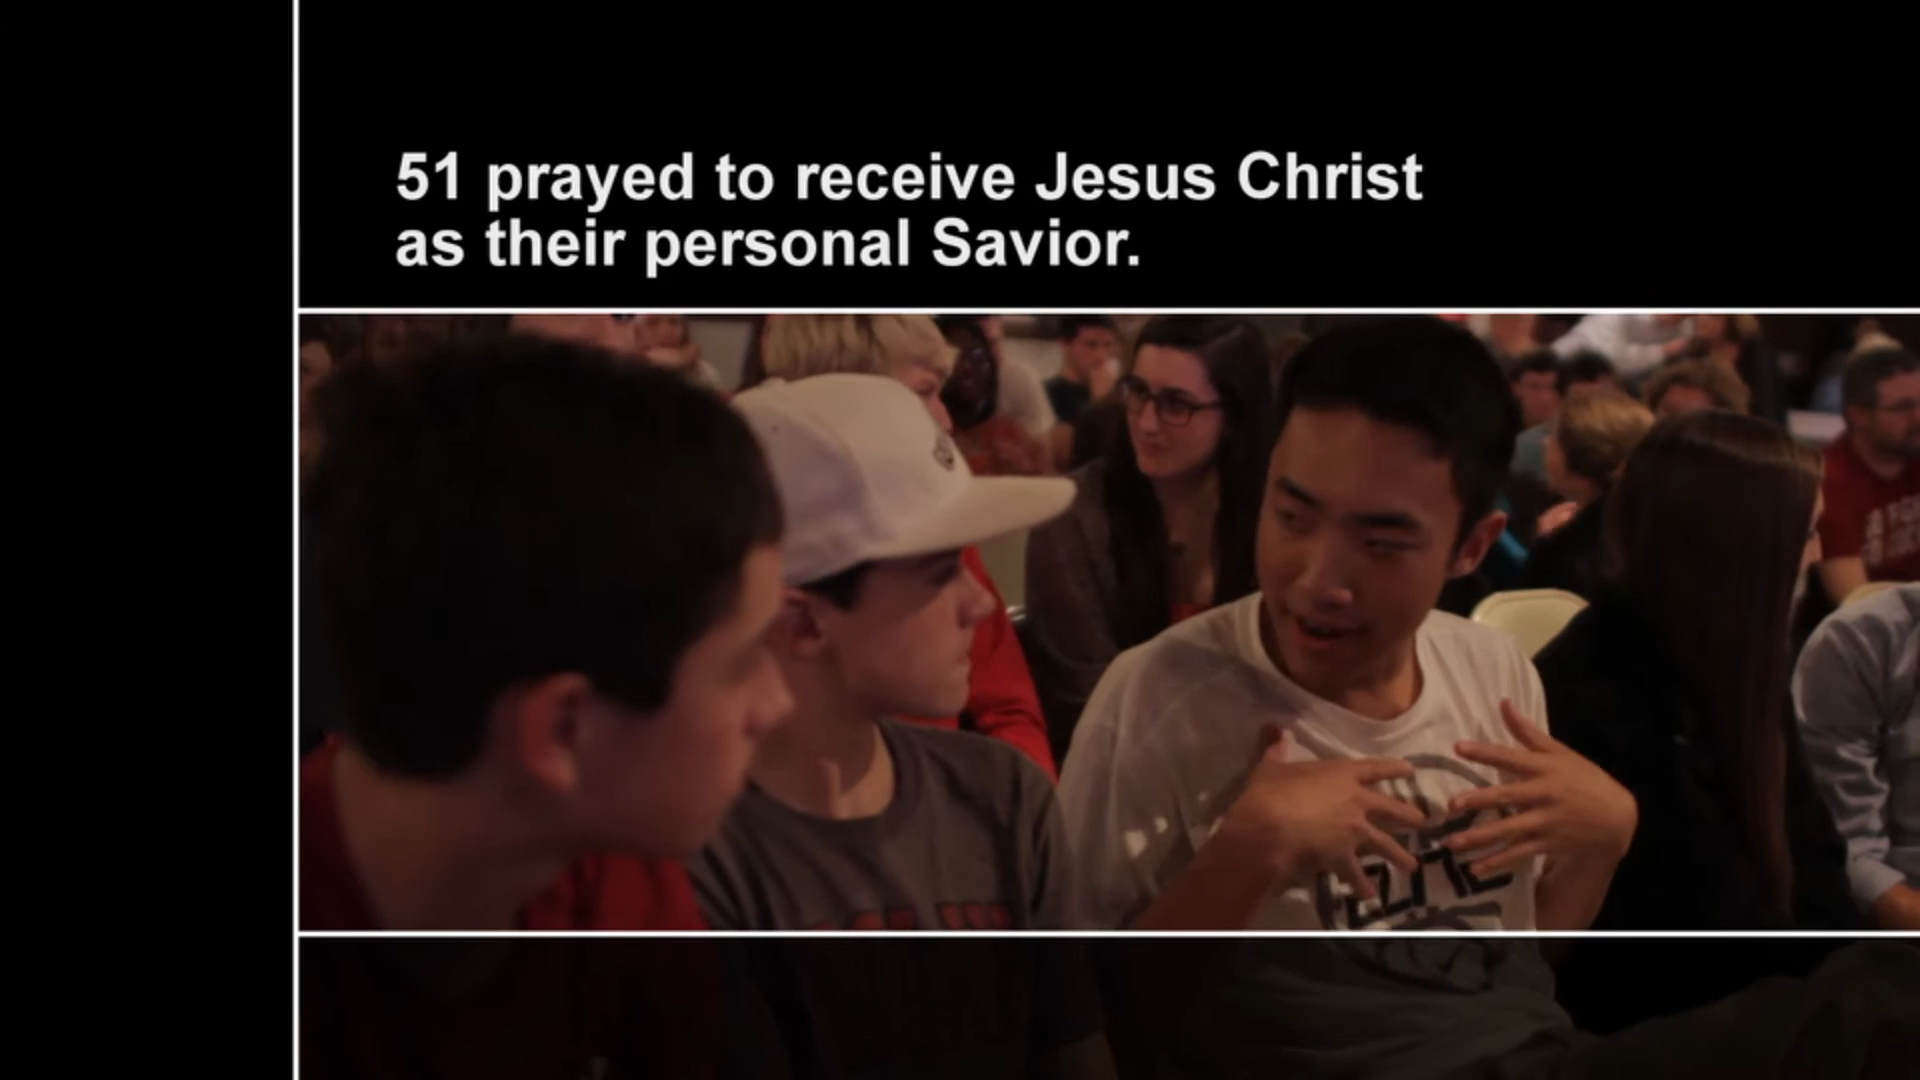 51 prayed to receive Jesus Christ
as their personal Savior.